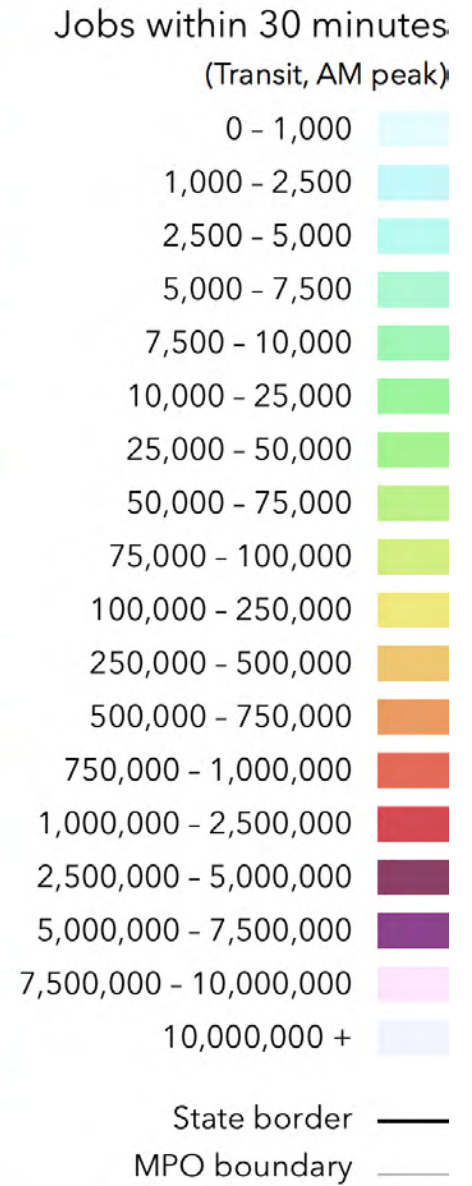 Jobs within 30 minutes
(Transit, AM peak)
0 – 1,000
1,000 – 2,500
2,500 – 5,000
5,000 – 7,500
7,500 – 10,000
10,000 – 25,000
25,000 – 50,000
50,000 – 75,000
75,000 – 100,000
100,000 – 250,000
250,000 – 500,000
500,000 – 750,000
750,000 – 1,000,000
1,000,000 – 2,500,000
2,500,000 – 5,000,000
5,000,000 – 7,500,000
7,500,000 – 10,000,000
10,000,000 +
State border
MPO boundary